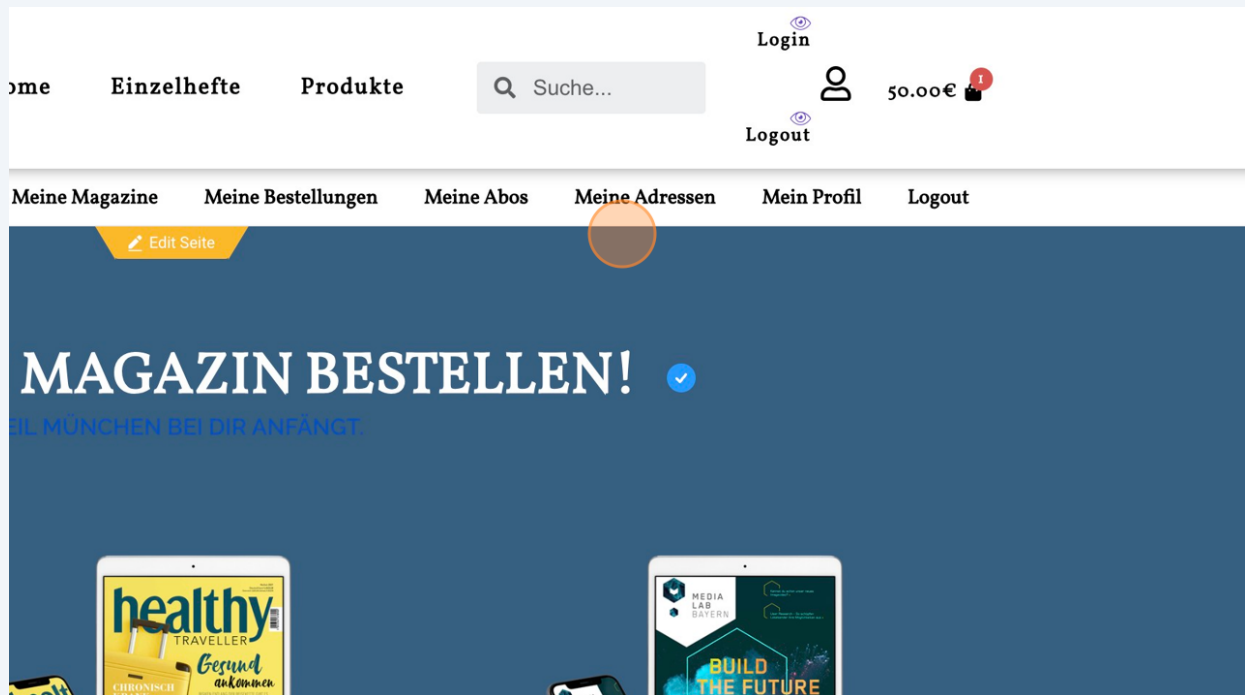 Login
ome Einzelhefte Produkte Suche... 50.00€ 1
Logout
Meine Magazine Meine Bestellungen Meine Abos Meine Adressen Mein Profil Logout
Edit Seite
MAGAZIN BESTELLEN!
EIL MÜNCHEN BEI DIR ANFÄNGT.
healthy
TRAVELLER
Gesund
ankommen
CHRONISCH
MEDIA
LAB
BAYERN
BUILD
THE FUTURE